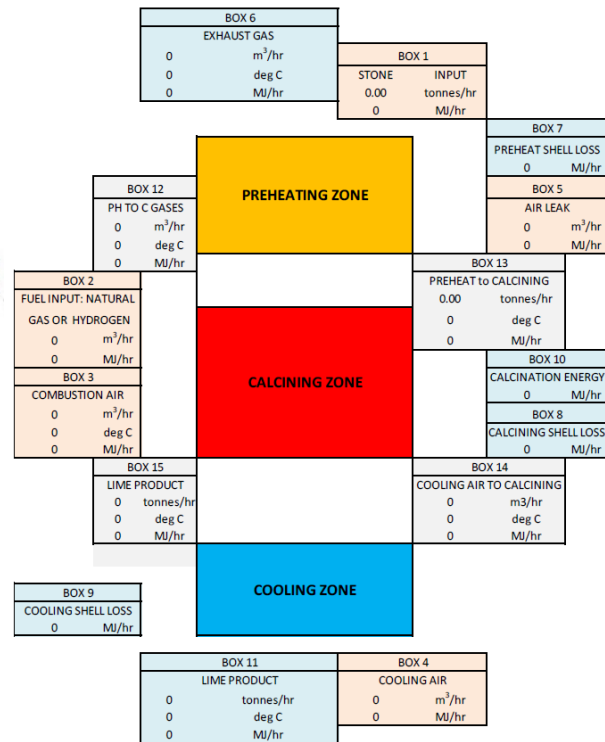 BOX 6
EXHAUST GAS
0 m³/hr
0 deg C
0 MJ/hr
BOX 1
STONE INPUT
0.00 tonnes/hr
0 MJ/hr
BOX 7
PREHEAT SHELL LOSS
0 MJ/hr
BOX 5
AIR LEAK
0 m³/hr
0 MJ/hr
PREHEATING ZONE
BOX 12
PH TO C GASES
0 m³/hr
0 deg C
0 MJ/hr
BOX 13
PREHEAT to CALCINING
0.00 tonnes/hr
0 deg C
0 MJ/hr
BOX 2
FUEL INPUT: NATURAL
GAS OR HYDROGEN
0 m³/hr
0 MJ/hr
BOX 3
COMBUSTION AIR
0 m³/hr
0 deg C
0 MJ/hr
CALCINING ZONE
BOX 10
CALCINATION ENERGY
0 MJ/hr
BOX 8
CALCINING SHELL LOSS
0 MJ/hr
BOX 15
LIME PRODUCT
0 tonnes/hr
0 deg C
0 MJ/hr
BOX 14
COOLING AIR TO CALCINING
0 m3/hr
0 deg C
0 MJ/hr
COOLING ZONE
BOX 9
COOLING SHELL LOSS
0 MJ/hr
BOX 11
LIME PRODUCT
0 tonnes/hr
0 deg C
0 MJ/hr
BOX 4
COOLING AIR
0 m³/hr
0 MJ/hr